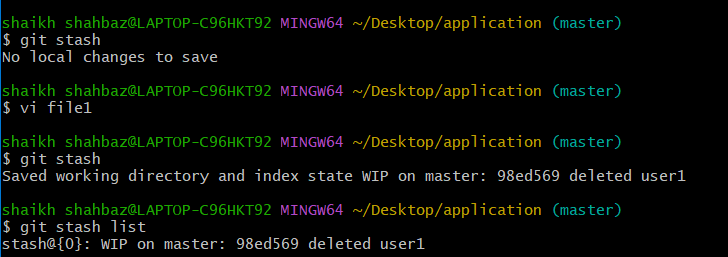 shaikh shahbaz@LAPTOP-C96HKT92 MINGW64 ~/Desktop/application (master)
$ git stash
No local changes to save
shaikh shahbaz@LAPTOP-C96HKT92 MINGW64 ~/Desktop/application (master)
$ vi file1
shaikh shahbaz@LAPTOP-C96HKT92 MINGW64 ~/Desktop/application (master)
$ git stash
Saved working directory and index state WIP on master: 98ed569 deleted user1
shaikh shahbaz@LAPTOP-C96HKT92 MINGW64 ~/Desktop/application (master)
$ git stash list
stash@{0}: WIP on master: 98ed569 deleted user1